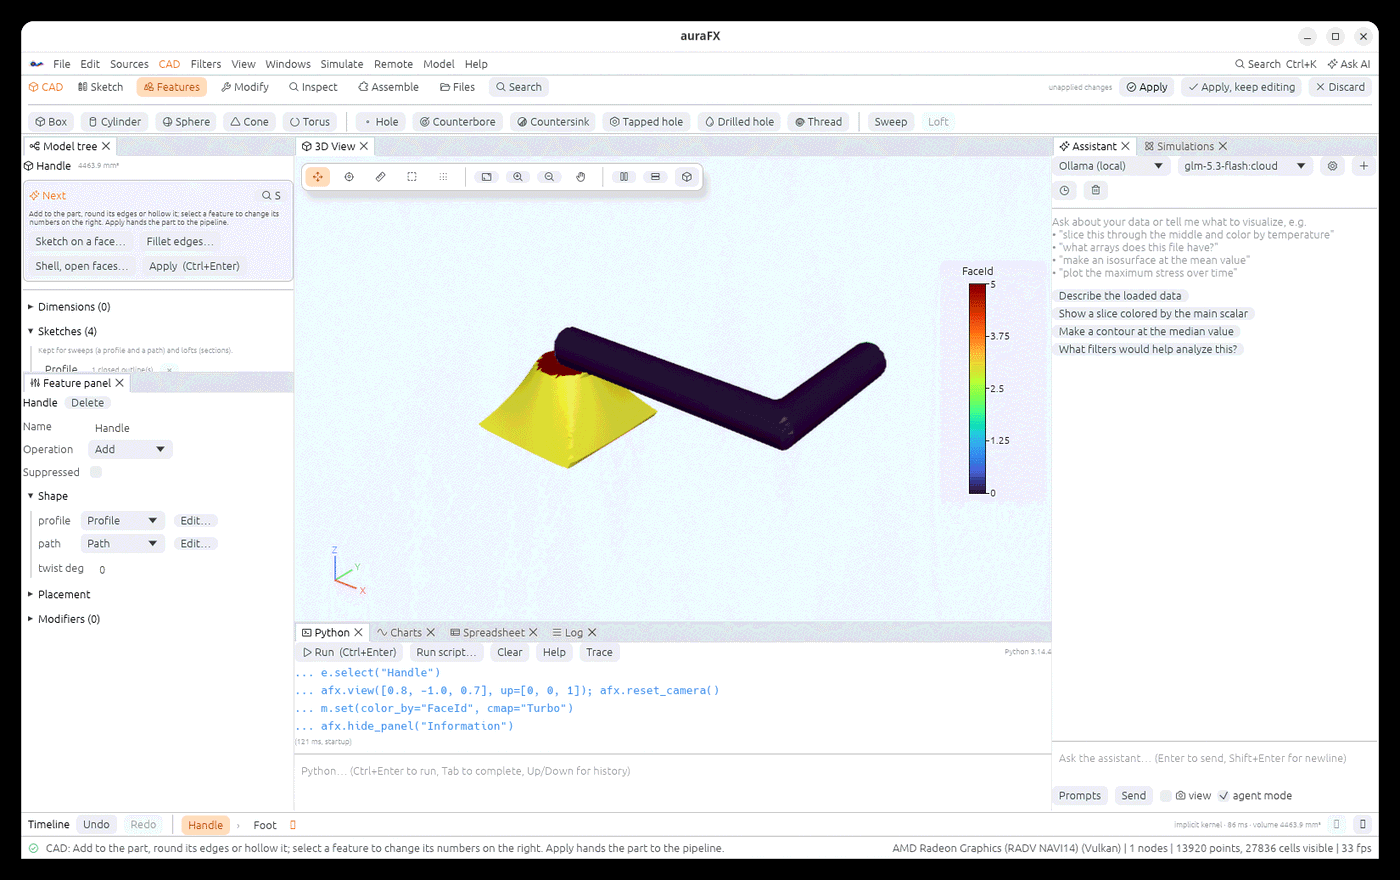 auraFX
File Edit Sources CAD Filters View Windows Simulate Remote Model Help
Search Ctrl+K Ask AI
CAD Sketch Features Modify Inspect Assemble Files Search
unapplied changes Apply Apply, keep editing Discard
Box Cylinder Sphere Cone Torus Hole Counterbore Countersink Tapped hole Drilled hole Thread Sweep Loft
Model tree
Handle 4463.9 mm³
Next
S
Add to the part, round its edges or hollow it; select a feature to change its
numbers on the right. Apply hands the part to the pipeline.
Sketch on a face... Fillet edges...
Shell, open faces... Apply (Ctrl+Enter)
Dimensions (0)
Sketches (4)
Kept for sweeps (a profile and a path) and lofts (sections).
Profile 1 closed outline(s)
Feature panel
Handle Delete
Name Handle
Operation Add
Suppressed
Shape
profile Profile Edit...
path Path Edit...
twist deg 0
Placement
Modifiers (0)
3D View
FaceId
5
3.75
2.5
1.25
0
Z
Y
X
Python Charts Spreadsheet Log
Run (Ctrl+Enter) Run script... Clear Help Trace
Python 3.14.4
... e.select("Handle")
... afx.view([0.8, -1.0, 0.7], up=[0, 0, 1]); afx.reset_camera()
... m.set(color_by="FaceId", cmap="Turbo")
... afx.hide_panel("Information")
(121 ms, startup)
Python... (Ctrl+Enter to run, Tab to complete, Up/Down for history)
Assistant Simulations
Ollama (local) glm-5.3-flash:cloud
Ask about your data or tell me what to visualize, e.g.
• "slice this through the middle and color by temperature"
• "what arrays does this file have?"
• "make an isosurface at the mean value"
• "plot the maximum stress over time"
Describe the loaded data
Show a slice colored by the main scalar
Make a contour at the median value
What filters would help analyze this?
Ask the assistant... (Enter to send, Shift+Enter for newline)
Prompts Send view agent mode
Timeline Undo Redo Handle › Foot
implicit kernel · 86 ms · volume 4463.9 mm³
CAD: Add to the part, round its edges or hollow it; select a feature to change its numbers on the right. Apply hands the part to the pipeline.
AMD Radeon Graphics (RADV NAVI14) (Vulkan) | 1 nodes | 13920 points, 27836 cells visible | 33 fps